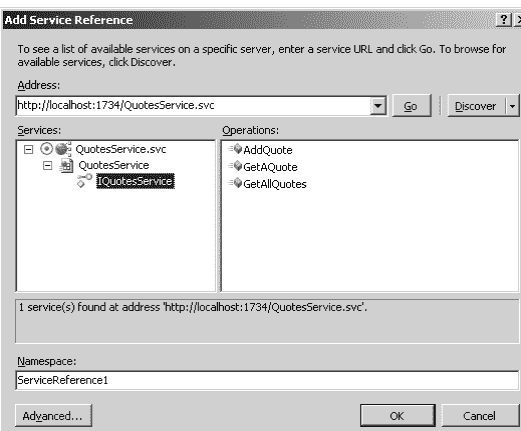 Add Service Reference
To see a list of available services on a specific server, enter a service URL and click Go. To browse for
available services, click Discover.
Address:
http://localhost:1734/QuotesService.svc
Go
Discover
Services:
Operations:
QuotesService.svc
QuotesService
IQuotesService
AddQuote
GetAQuote
GetAllQuotes
1 service(s) found at address 'http://localhost:1734/QuotesService.svc'.
Namespace:
ServiceReference1
Advanced...
OK
Cancel